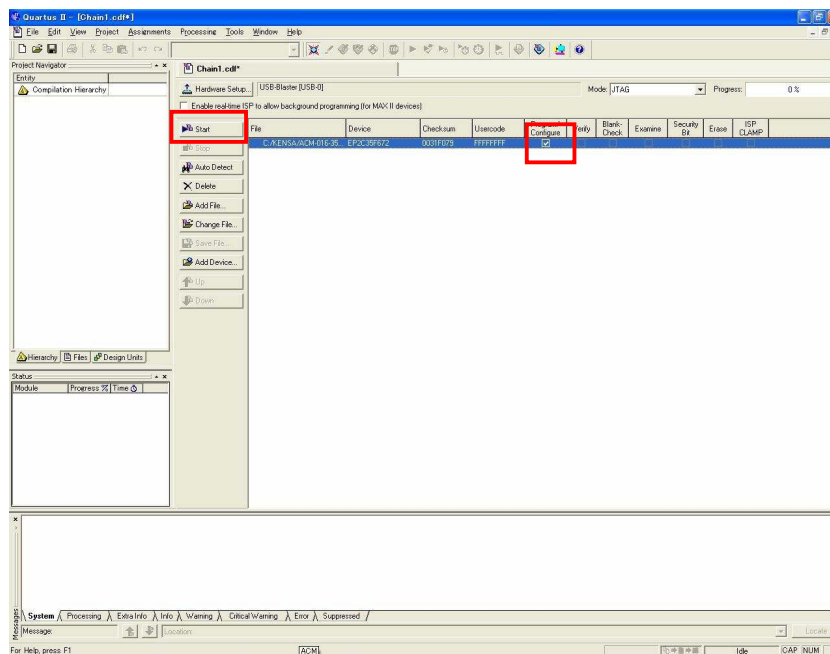 Quartus II - [Chain1.cdf*]
File Edit View Project Assignments Processing Tools Window Help
Project Navigator
Entity
Compilation Hierarchy
Hierarchy Files Design Units
Chain1.cdf*
Hardware Setup... USB-Blaster [USB-0] Mode: JTAG Progress: 0 %
Enable real-time ISP to allow background programming (for MAX II devices)
Start
Stop
Auto Detect
Delete
Add File...
Change File...
Save File...
Add Device...
Up
Down
File Device Checksum Usercode Program/ Configure Verify Blank- Check Examine Security Bit Erase ISP CLAMP
C:/KENSA/ACM-016-35... EP2C35F672 0031F079 FFFFFFFF
Status
Module Progress % Time
Messages
System Processing Extra Info Info Warning Critical Warning Error Suppressed
Message: Location: Locate
For Help, press F1 [ACM] Idle CAP NUM